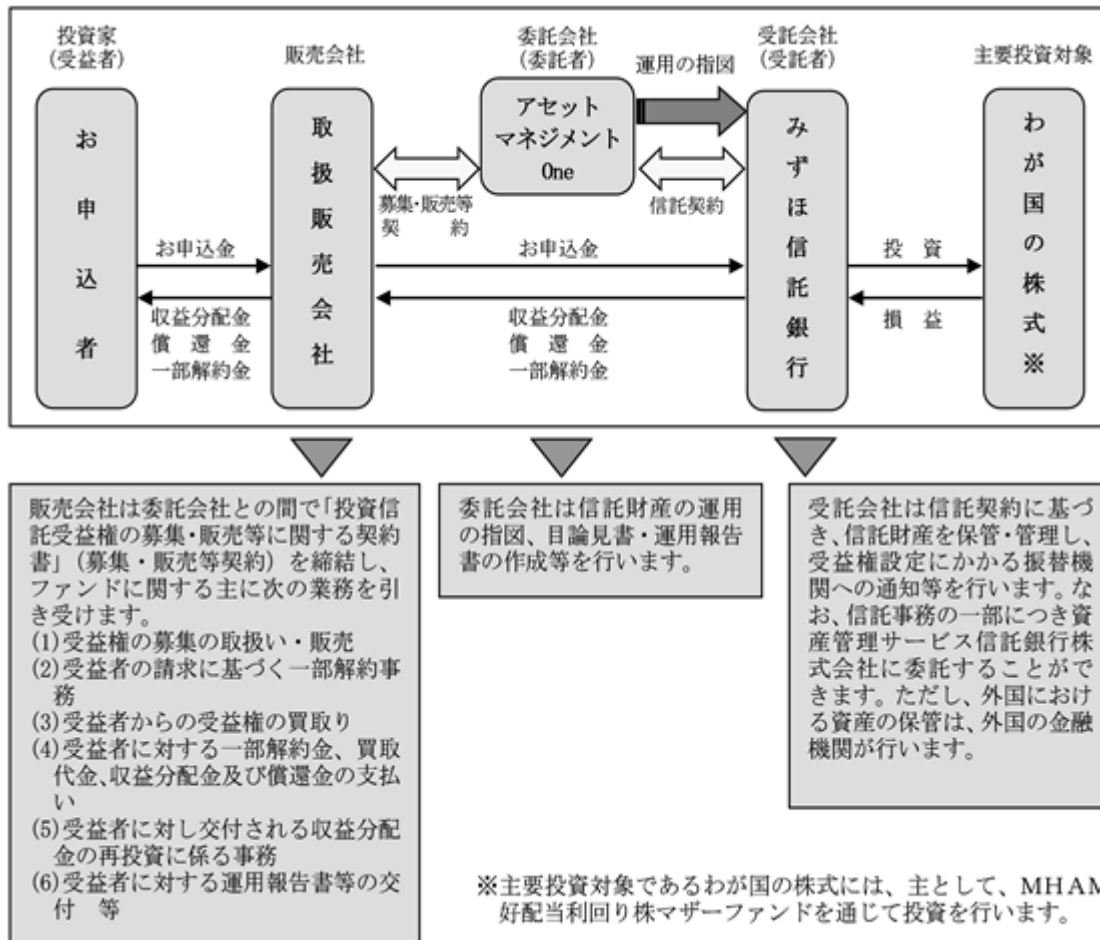 投資家
(受益者)
販売会社
委託会社
(委託者)
運用の指図
受託会社
(受託者)
主要投資対象
お申込者
取扱販売会社
アセット
マネジメント
One
みずほ信託銀行
わが国の株式※
募集・販売等
契約
信託契約
お申込金
お申込金
投資
収益分配金
償還金
一部解約金
収益分配金
償還金
一部解約金
損益
販売会社は委託会社との間で「投資信
託受益権の募集・販売等に関する契約
書」(募集・販売等契約)を締結し、
ファンドに関する主に次の業務を引
き受けます。
(1)受益権の募集の取扱い・販売
(2)受益者の請求に基づく一部解約事
務
(3)受益者からの受益権の買取り
(4)受益者に対する一部解約金、買取
代金、収益分配金及び償還金の支払
い
(5)受益者に対し交付される収益分配
金の再投資に係る事務
(6)受益者に対する運用報告書等の交
付 等
委託会社は信託財産の運用
の指図、目論見書・運用報告
書の作成等を行います。
受託会社は信託契約に基づ
き、信託財産を保管・管理し、
受益権設定にかかる振替機
関への通知等を行います。な
お、信託事務の一部につき資
産管理サービス信託銀行株
式会社に委託することがで
きます。ただし、外国におけ
る資産の保管は、外国の金融
機関が行います。
※主要投資対象であるわが国の株式には、主として、MHAM
好配当利回り株マザーファンドを通じて投資を行います。